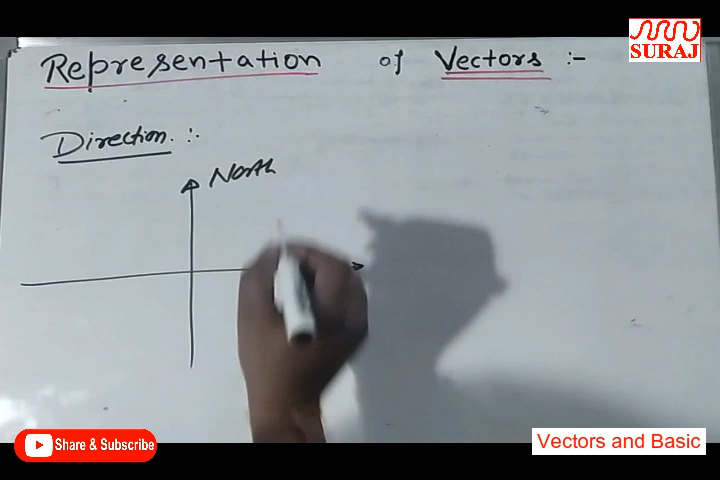 SURAJ
Representation of Vectors :-
Direction :-
North
Share & Subscribe
Vectors and Basic